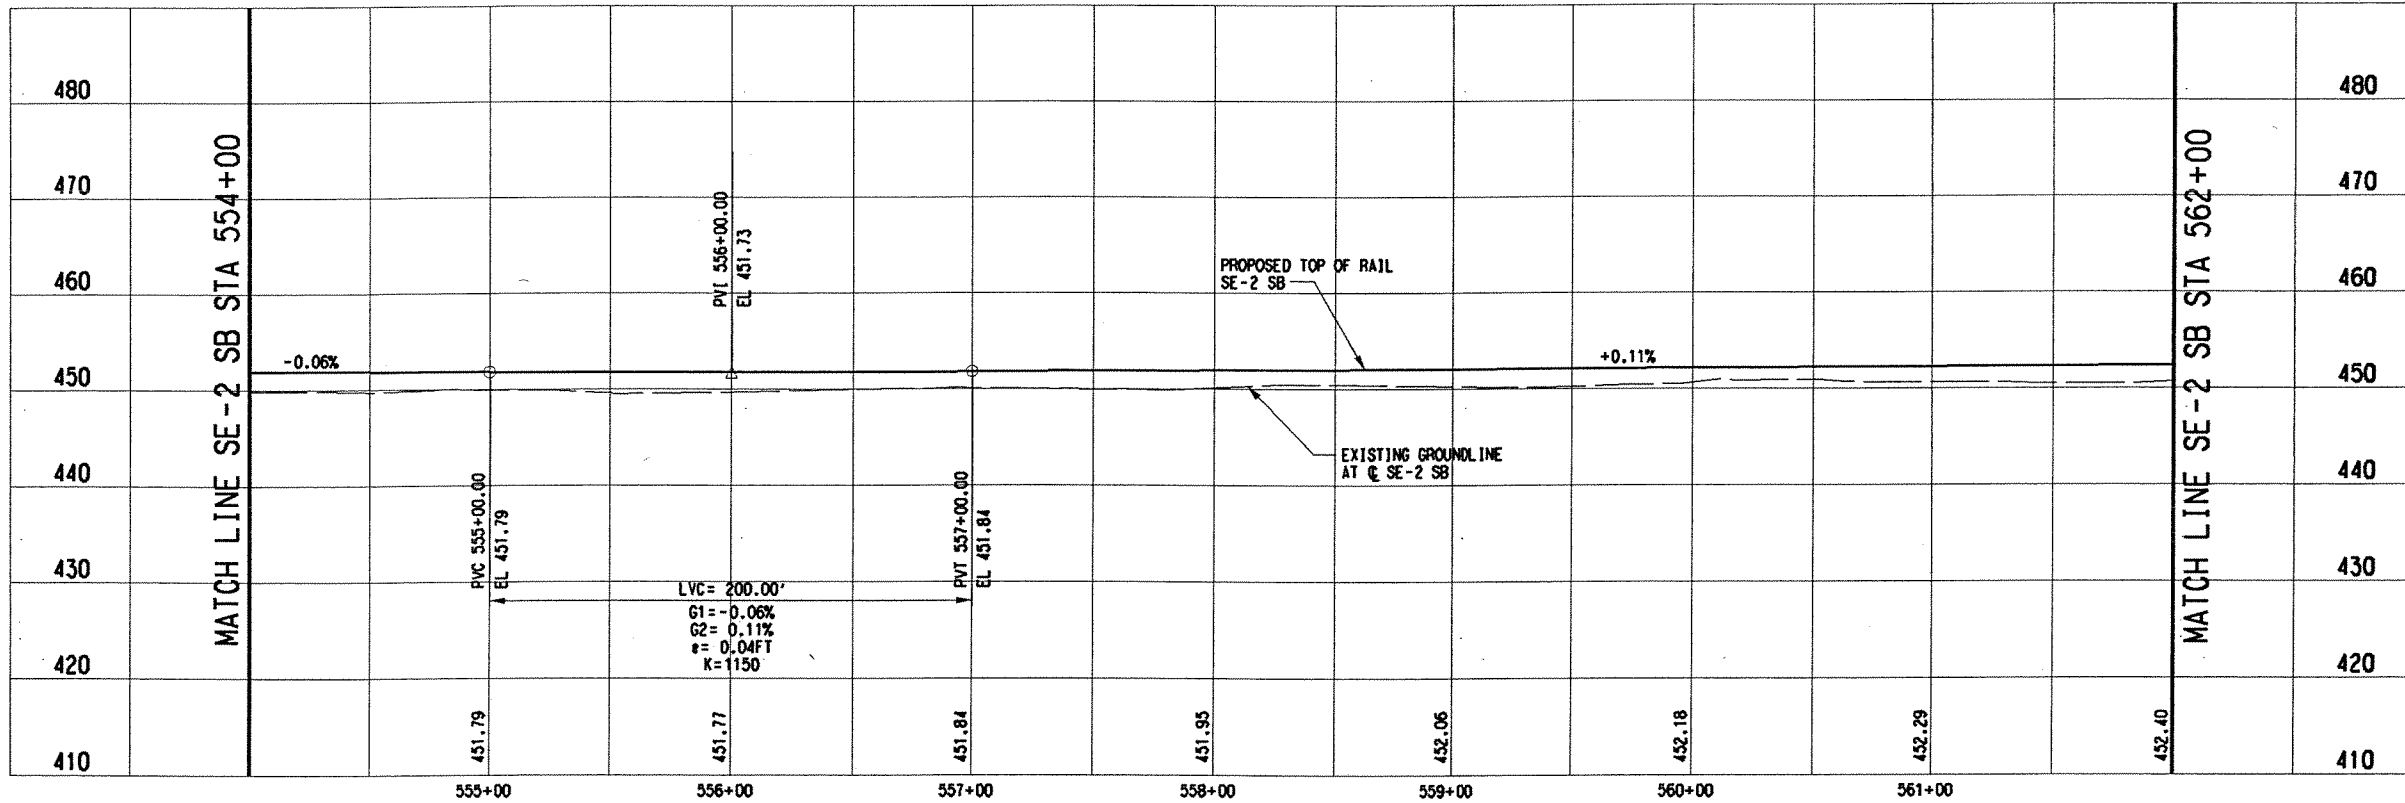 480
470
460
450
440
430
420
410
MATCH LINE SE-2 SB STA 554+00
-0.06%
PVC 555+00.00
EL 451.79
PVI 556+00.00
EL 451.73
PVT 557+00.00
EL 451.84
LVC= 200.00'
G1=-0.06%
G2= 0.11%
e= 0.04FT
K=1150
PROPOSED TOP OF RAIL
SE-2 SB
+0.11%
EXISTING GROUNDLINE
AT ℄ SE-2 SB
MATCH LINE SE-2 SB STA 562+00
480
470
460
450
440
430
420
410
451.79
451.77
451.84
451.95
452.06
452.18
452.29
452.40
555+00
556+00
557+00
558+00
559+00
560+00
561+00